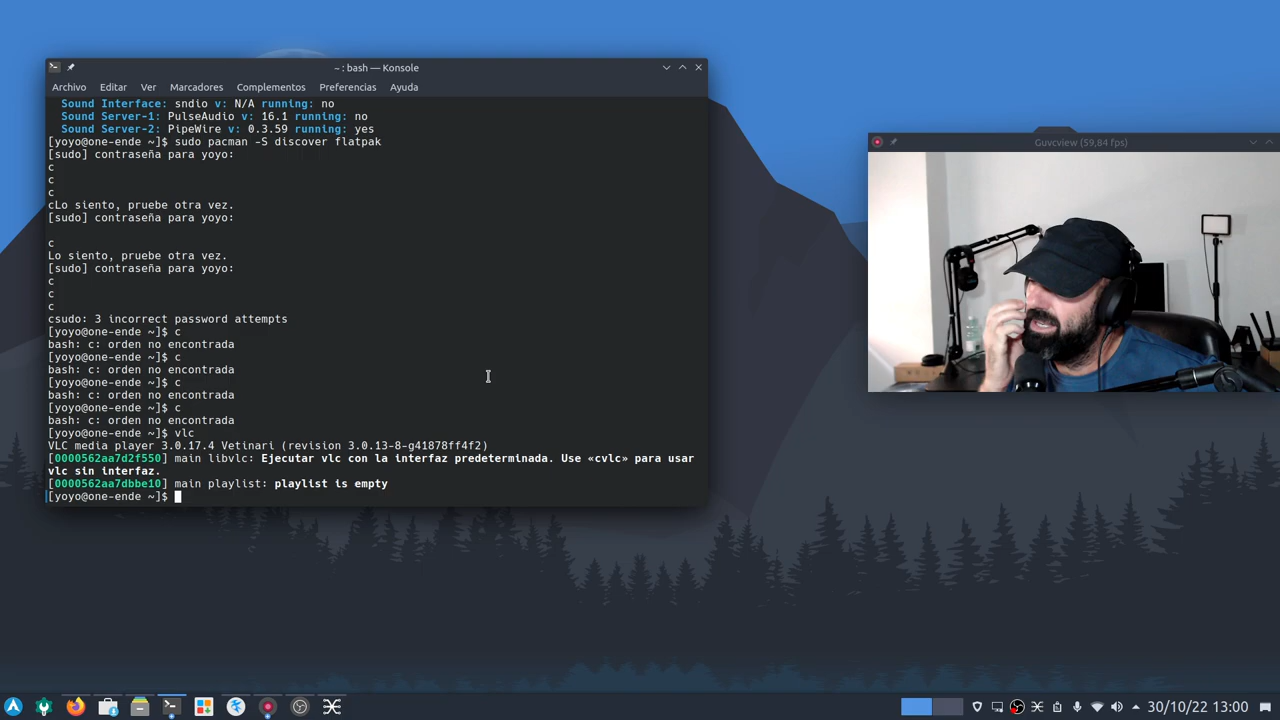 ~ : bash — Konsole
Archivo Editar Ver Marcadores Complementos Preferencias Ayuda
Sound Interface: sndio v: N/A running: no
Sound Server-1: PulseAudio v: 16.1 running: no
Sound Server-2: PipeWire v: 0.3.59 running: yes
[yoyo@one-ende ~]$ sudo pacman -S discover flatpak
[sudo] contraseña para yoyo:
c
c
c
cLo siento, pruebe otra vez.
[sudo] contraseña para yoyo:
c
Lo siento, pruebe otra vez.
[sudo] contraseña para yoyo:
c
c
c
csudo: 3 incorrect password attempts
[yoyo@one-ende ~]$ c
bash: c: orden no encontrada
[yoyo@one-ende ~]$ c
bash: c: orden no encontrada
[yoyo@one-ende ~]$ c
bash: c: orden no encontrada
[yoyo@one-ende ~]$ c
bash: c: orden no encontrada
[yoyo@one-ende ~]$ vlc
VLC media player 3.0.17.4 Vetinari (revision 3.0.13-8-g41878ff4f2)
[0000562aa7d2f550] main libvlc: Ejecutar vlc con la interfaz predeterminada. Use «cvlc» para usar
vlc sin interfaz.
[0000562aa7dbbe10] main playlist: playlist is empty
[yoyo@one-ende ~]$
Guvcview (59,84 fps)
30/10/22 13:00